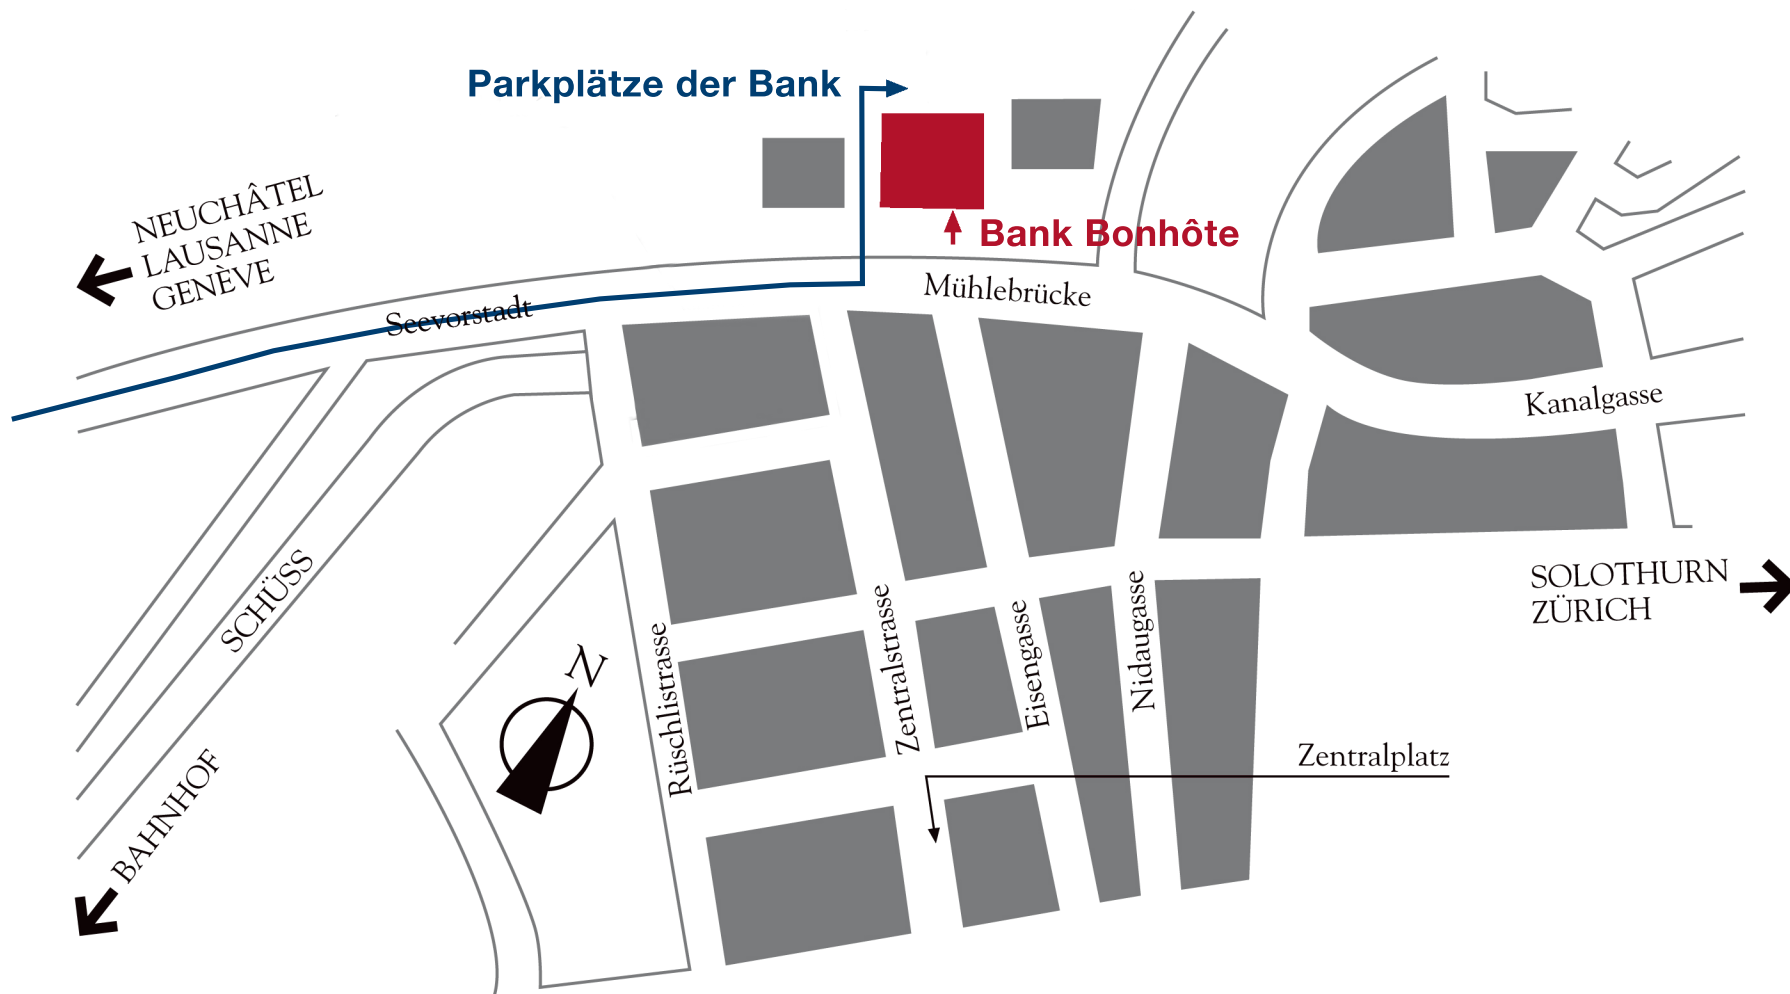 Parkplätze der Bank
Bank Bonhôte
NEUCHÂTEL
LAUSANNE
GENÈVE
Seevorstadt
Mühlebrücke
Kanalgasse
SOLOTHURN
ZÜRICH
SCHÜSS
BAHNHOF
N
Rüschlistrasse
Zentralstrasse
Eisengasse
Nidaugasse
Zentralplatz